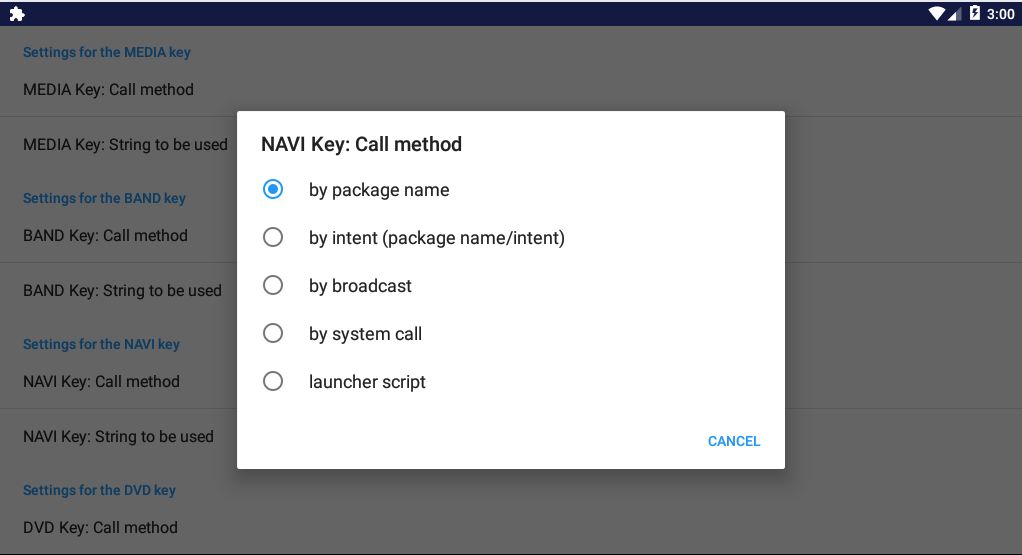 3:00
Settings for the MEDIA key
MEDIA Key: Call method
MEDIA Key: String to be used
Settings for the BAND key
BAND Key: Call method
BAND Key: String to be used
Settings for the NAVI key
NAVI Key: Call method
NAVI Key: String to be used
Settings for the DVD key
DVD Key: Call method
NAVI Key: Call method
by package name
by intent (package name/intent)
by broadcast
by system call
launcher script
CANCEL